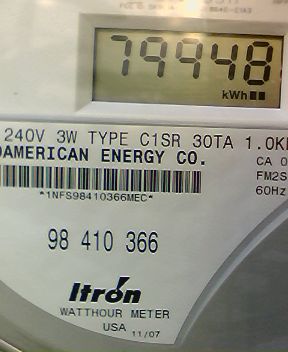 79948
kWh
240V 3W TYPE C1SR 30TA 1.0K
AMERICAN ENERGY CO.
CA 0
FM2S
60Hz
*1NFS98410366MEC*
98 410 366
Itron
WATTHOUR METER
USA 11/07